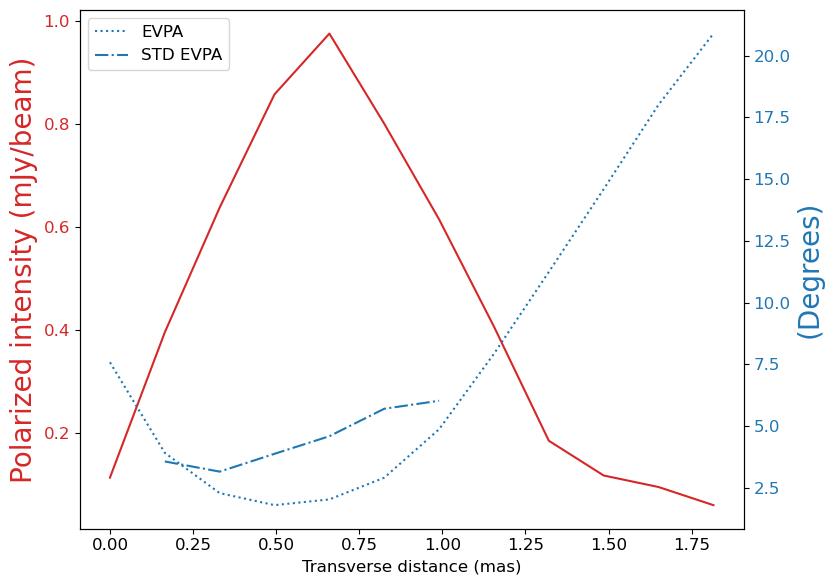 EVPA
STD EVPA
Polarized intensity (mJy/beam)
1.0
0.8
0.6
0.4
0.2
20.0
17.5
15.0
12.5
10.0
7.5
5.0
2.5
(Degrees)
0.00 0.25 0.50 0.75 1.00 1.25 1.50 1.75
Transverse distance (mas)